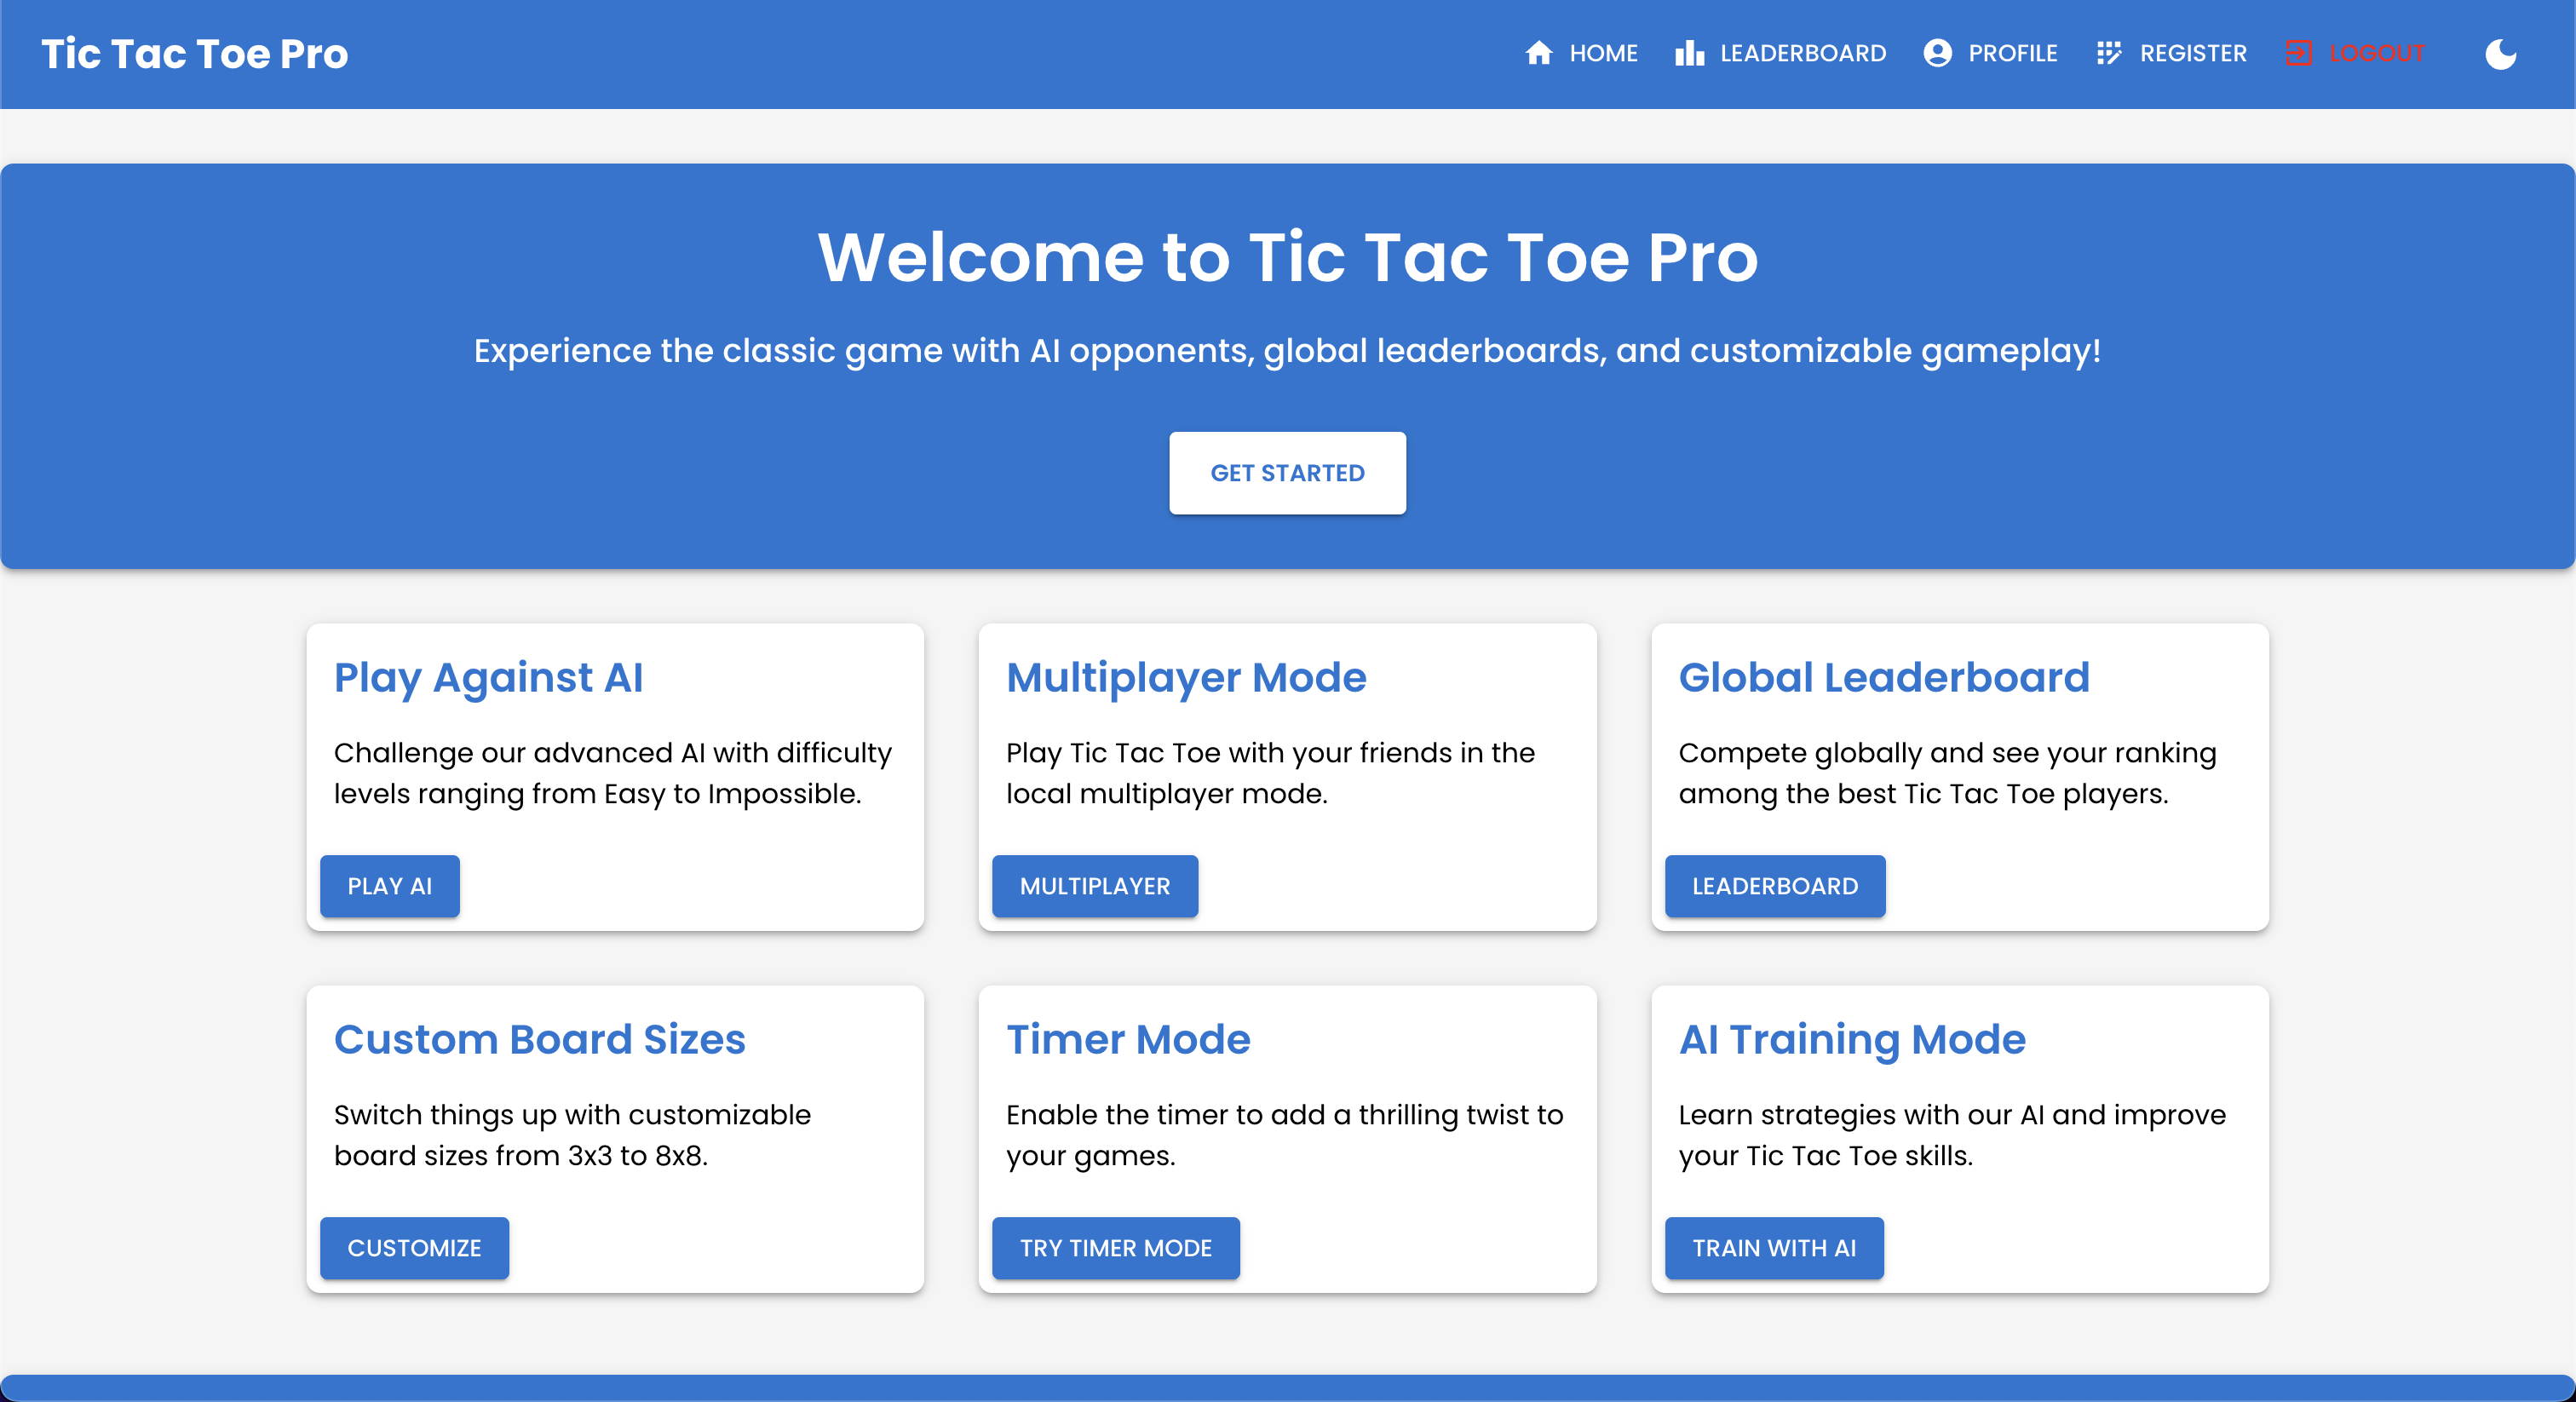 Tic Tac Toe Pro
HOME
LEADERBOARD
PROFILE
REGISTER
LOGOUT
Welcome to Tic Tac Toe Pro
Experience the classic game with AI opponents, global leaderboards, and customizable gameplay!
GET STARTED
Play Against AI
Challenge our advanced AI with difficulty
levels ranging from Easy to Impossible.
PLAY AI
Multiplayer Mode
Play Tic Tac Toe with your friends in the
local multiplayer mode.
MULTIPLAYER
Global Leaderboard
Compete globally and see your ranking
among the best Tic Tac Toe players.
LEADERBOARD
Custom Board Sizes
Switch things up with customizable
board sizes from 3x3 to 8x8.
CUSTOMIZE
Timer Mode
Enable the timer to add a thrilling twist to
your games.
TRY TIMER MODE
AI Training Mode
Learn strategies with our AI and improve
your Tic Tac Toe skills.
TRAIN WITH AI